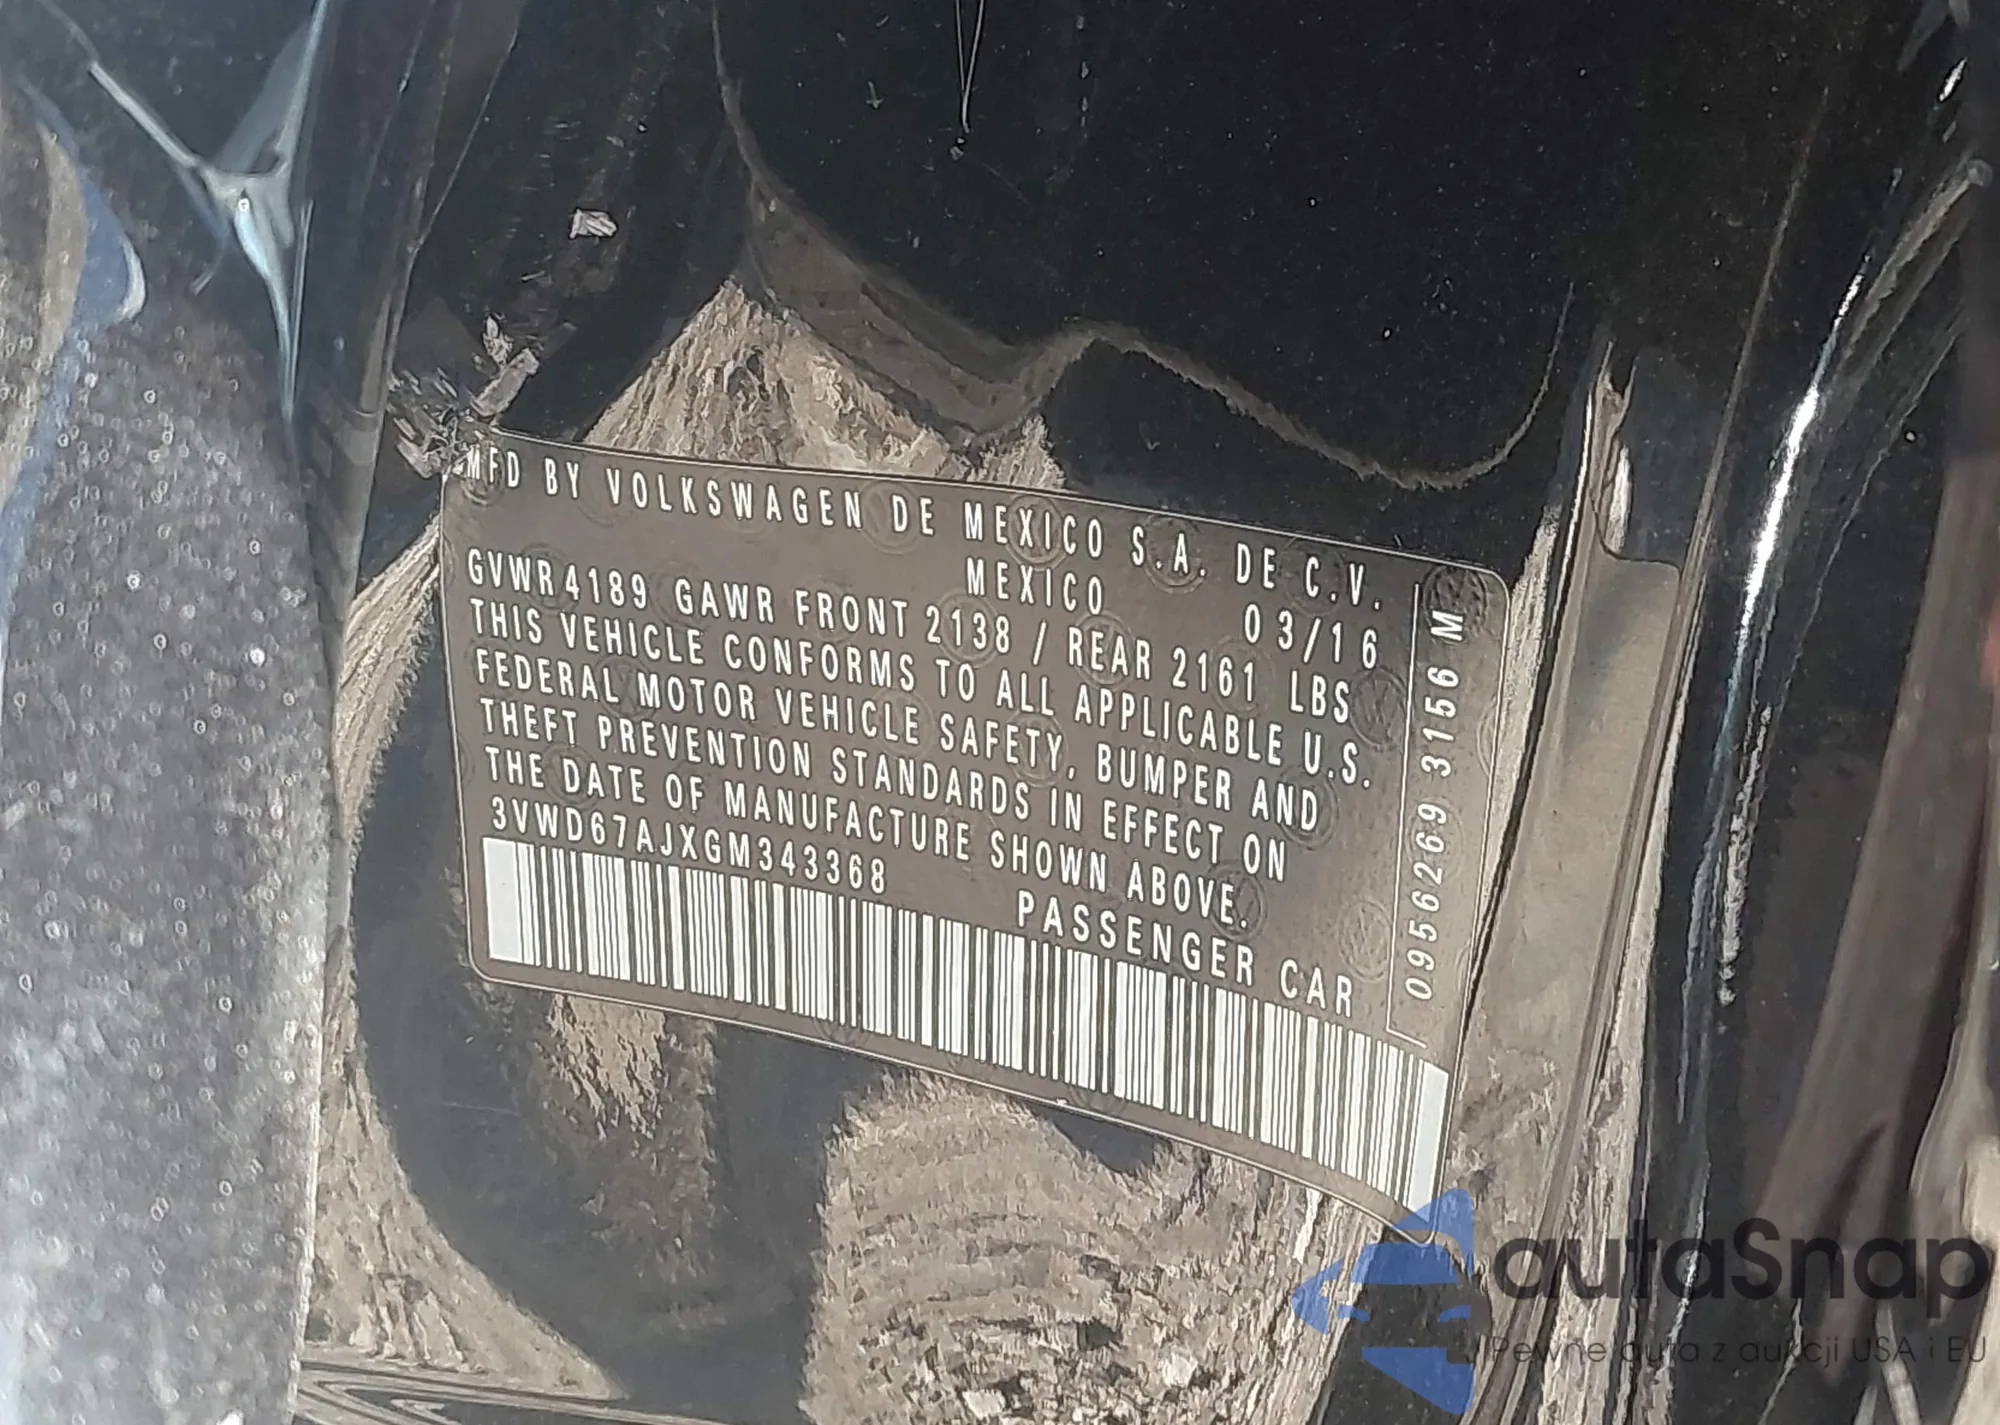 MFD BY VOLKSWAGEN DE MEXICO S.A. DE C.V.
MEXICO 03/16
GVWR 4189 GAWR FRONT 2138 / REAR 2161 LBS
THIS VEHICLE CONFORMS TO ALL APPLICABLE U.S.
FEDERAL MOTOR VEHICLE SAFETY, BUMPER AND
THEFT PREVENTION STANDARDS IN EFFECT ON
THE DATE OF MANUFACTURE SHOWN ABOVE.
3VWD67AJXGM343368 PASSENGER CAR
0956269 3156 M
autaSnap
Pewne auta z aukcji USA i EU